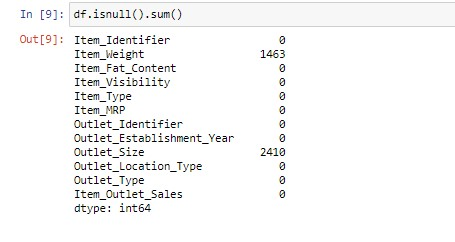 In [9]: df.isnull().sum()
Out[9]: Item_Identifier 0
Item_Weight 1463
Item_Fat_Content 0
Item_Visibility 0
Item_Type 0
Item_MRP 0
Outlet_Identifier 0
Outlet_Establishment_Year 0
Outlet_Size 2410
Outlet_Location_Type 0
Outlet_Type 0
Item_Outlet_Sales 0
dtype: int64